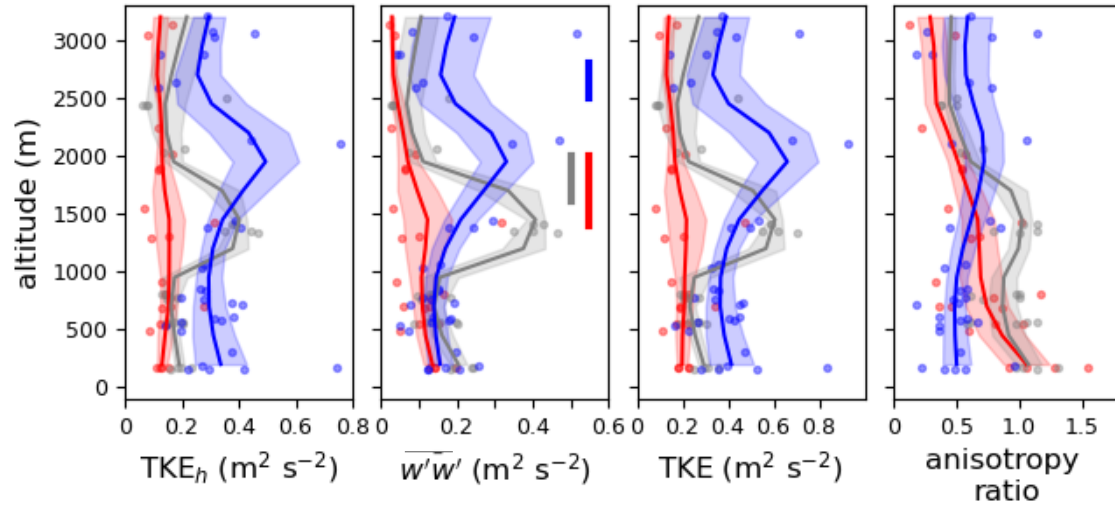 3000
2500
2000
1500
1000
500
0
altitude (m)
0 0.2 0.4 0.6 0.8
0 0.2 0.4 0.6
0 0.2 0.4 0.6 0.8
0 0.5 1.0 1.5
TKEₕ (m² s⁻²)
w'w' (m² s⁻²)
TKE (m² s⁻²)
anisotropy
ratio